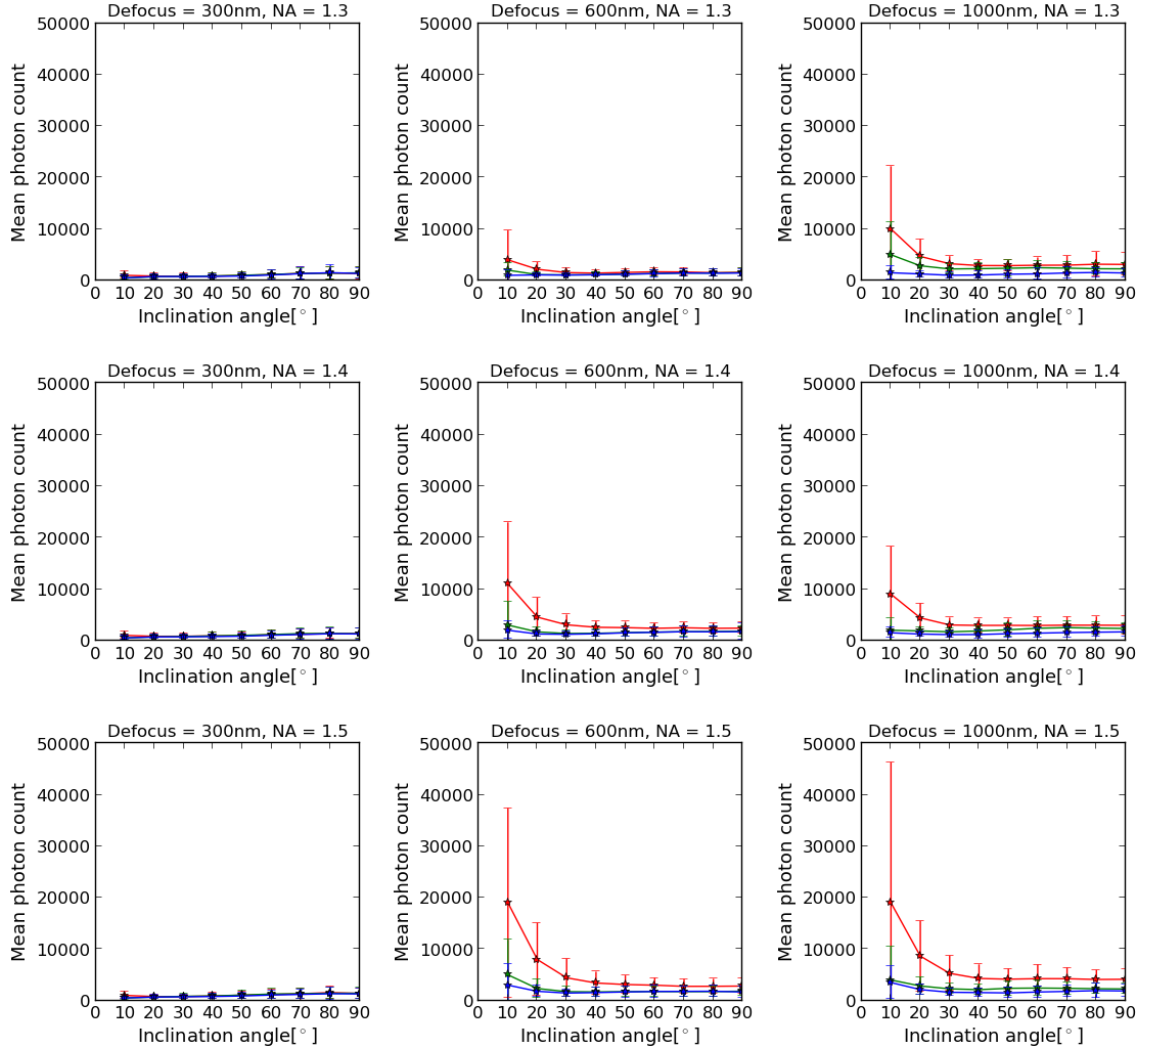 Defocus = 300nm, NA = 1.3
Mean photon count
50000
40000
30000
20000
10000
0
0 10 20 30 40 50 60 70 80 90
Inclination angle[°]
Defocus = 600nm, NA = 1.3
Mean photon count
50000
40000
30000
20000
10000
0
0 10 20 30 40 50 60 70 80 90
Inclination angle[°]
Defocus = 1000nm, NA = 1.3
Mean photon count
50000
40000
30000
20000
10000
0
0 10 20 30 40 50 60 70 80 90
Inclination angle[°]
Defocus = 300nm, NA = 1.4
Mean photon count
50000
40000
30000
20000
10000
0
0 10 20 30 40 50 60 70 80 90
Inclination angle[°]
Defocus = 600nm, NA = 1.4
Mean photon count
50000
40000
30000
20000
10000
0
0 10 20 30 40 50 60 70 80 90
Inclination angle[°]
Defocus = 1000nm, NA = 1.4
Mean photon count
50000
40000
30000
20000
10000
0
0 10 20 30 40 50 60 70 80 90
Inclination angle[°]
Defocus = 300nm, NA = 1.5
Mean photon count
50000
40000
30000
20000
10000
0
0 10 20 30 40 50 60 70 80 90
Inclination angle[°]
Defocus = 600nm, NA = 1.5
Mean photon count
50000
40000
30000
20000
10000
0
0 10 20 30 40 50 60 70 80 90
Inclination angle[°]
Defocus = 1000nm, NA = 1.5
Mean photon count
50000
40000
30000
20000
10000
0
0 10 20 30 40 50 60 70 80 90
Inclination angle[°]